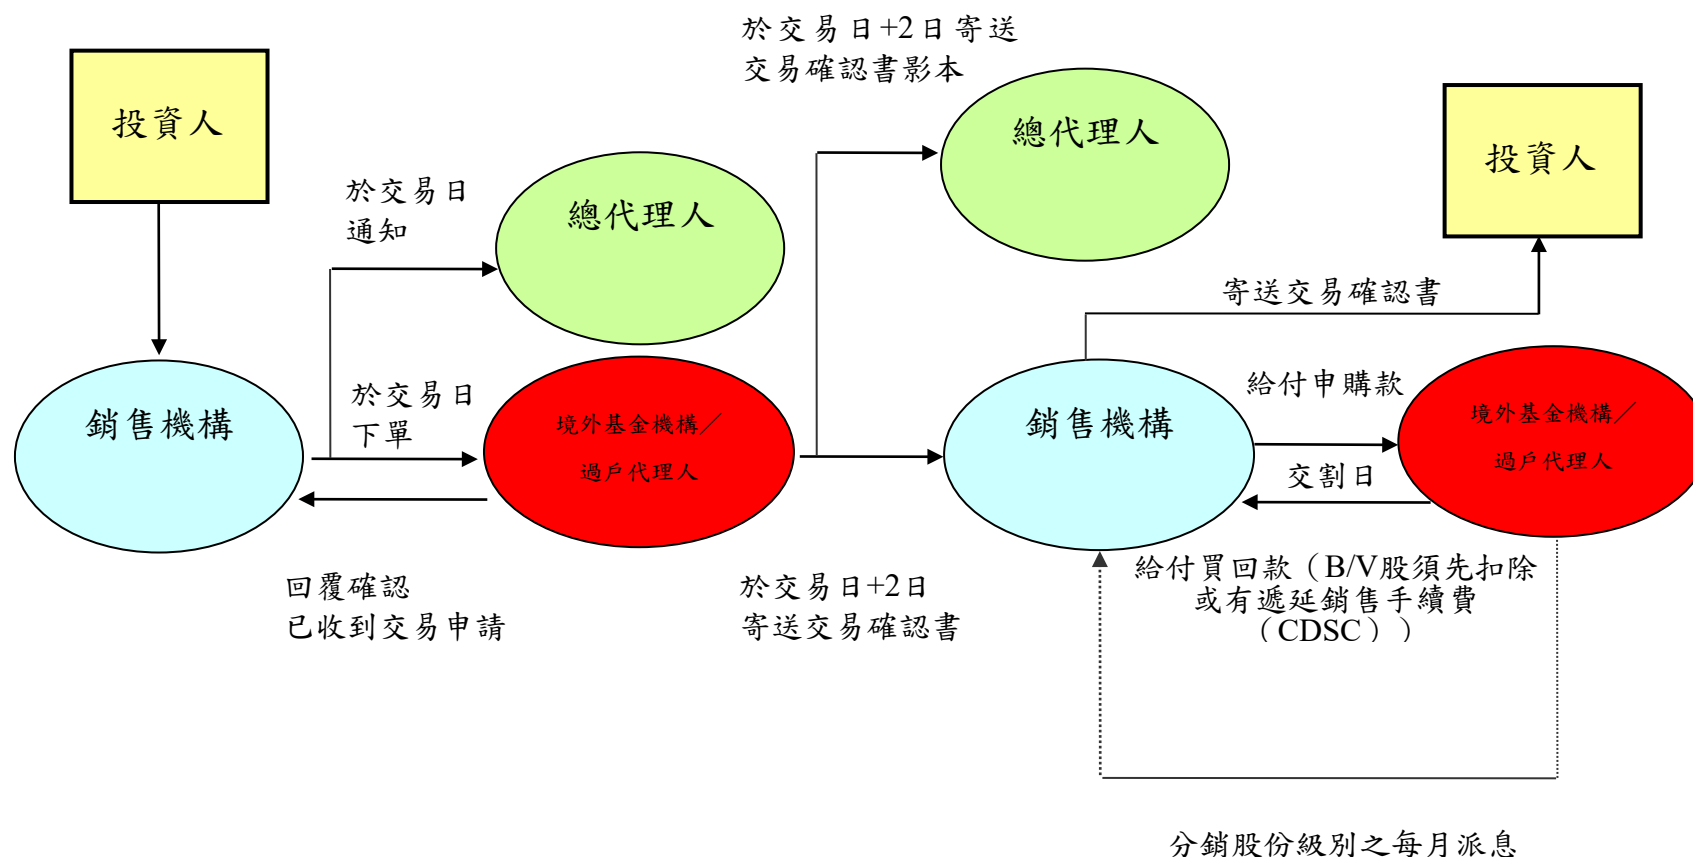 於交易日+2日寄送
交易確認書影本
投資人
總代理人
投資人
於交易日
通知
總代理人
寄送交易確認書
於交易日
下單
銷售機構
境外基金機構／
過戶代理人
銷售機構
給付申購款
境外基金機構／
過戶代理人
交割日
回覆確認
已收到交易申請
於交易日+2日
寄送交易確認書
給付買回款（B/V股須先扣除
或有遞延銷售手續費
（CDSC））
分銷股份級別之每月派息